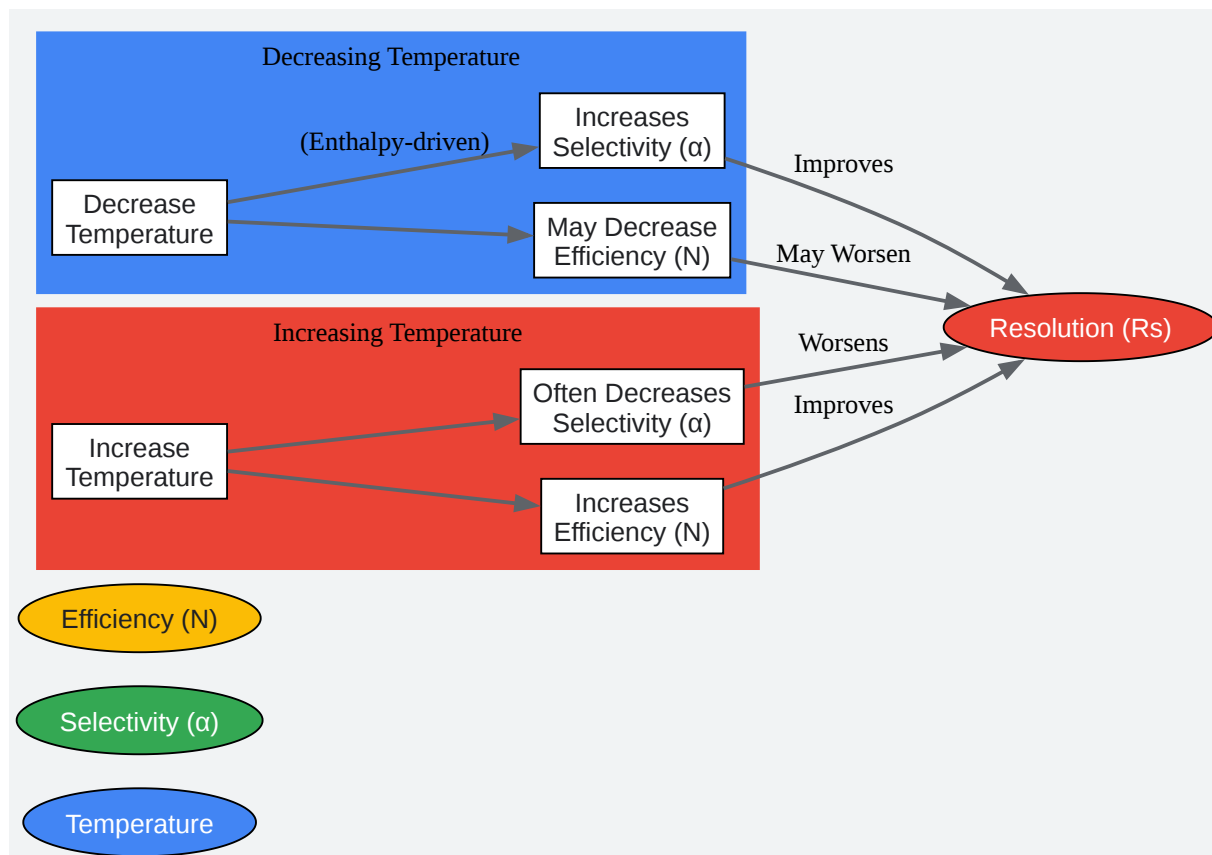 Decreasing Temperature
(Enthalpy-driven)
Decrease
Temperature
Increases
Selectivity (α)
May Decrease
Efficiency (N)
Improves
May Worsen
Increasing Temperature
Increase
Temperature
Often Decreases
Selectivity (α)
Increases
Efficiency (N)
Worsens
Improves
Resolution (Rs)
Efficiency (N)
Selectivity (α)
Temperature